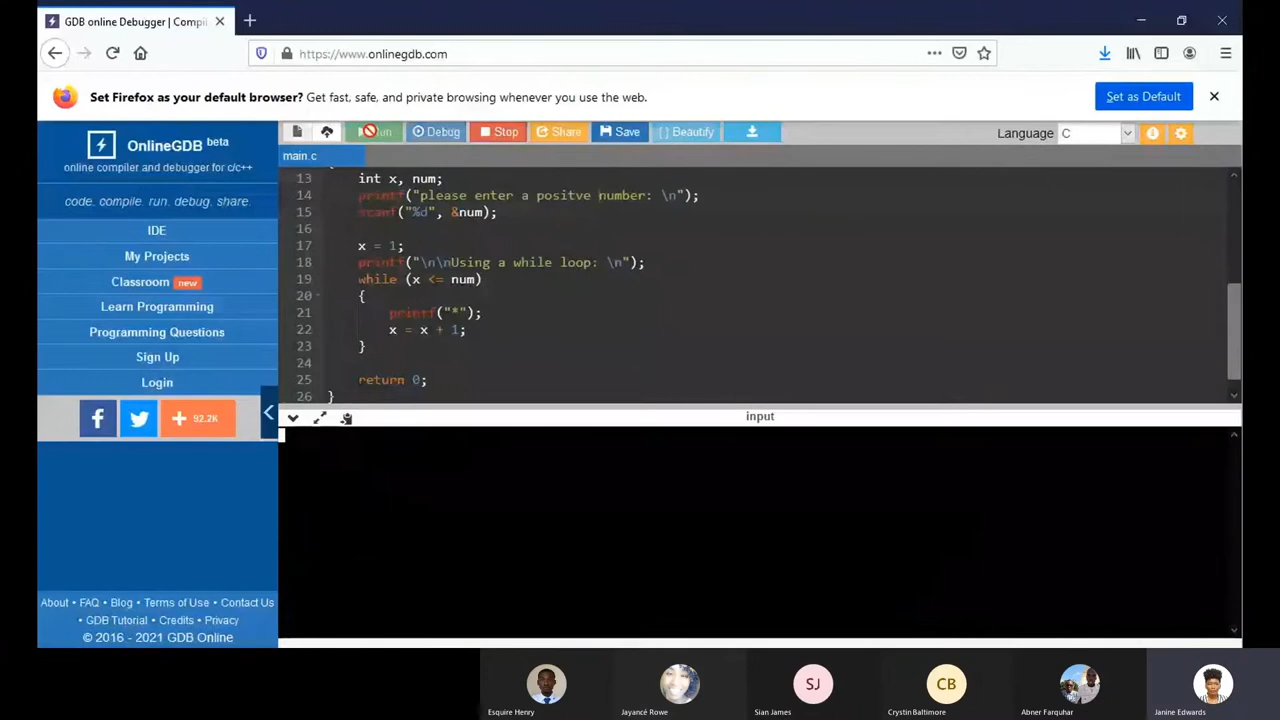 GDB online Debugger | Compil
https://www.onlinegdb.com
Set Firefox as your default browser? Get fast, safe, and private browsing whenever you use the web.
Set as Default
OnlineGDB beta
online compiler and debugger for c/c++
code. compile. run. debug. share.
IDE
My Projects
Classroom new
Learn Programming
Programming Questions
Sign Up
Login
92.2K
About • FAQ • Blog • Terms of Use • Contact Us
• GDB Tutorial • Credits • Privacy
© 2016 - 2021 GDB Online
Run Debug Stop Share Save Beautify Language C
main.c
13 int x, num;
14 printf("please enter a positve number: \n");
15 scanf("%d", &num);
16
17 x = 1;
18 printf("\n\nUsing a while loop: \n");
19 while (x <= num)
20 {
21 printf("*");
22 x = x + 1;
23 }
24
25 return 0;
26 }
input
Esquire Henry
Jayancé Rowe
SJ
Sian James
CB
Crystin Baltimore
Abner Farquhar
Janine Edwards